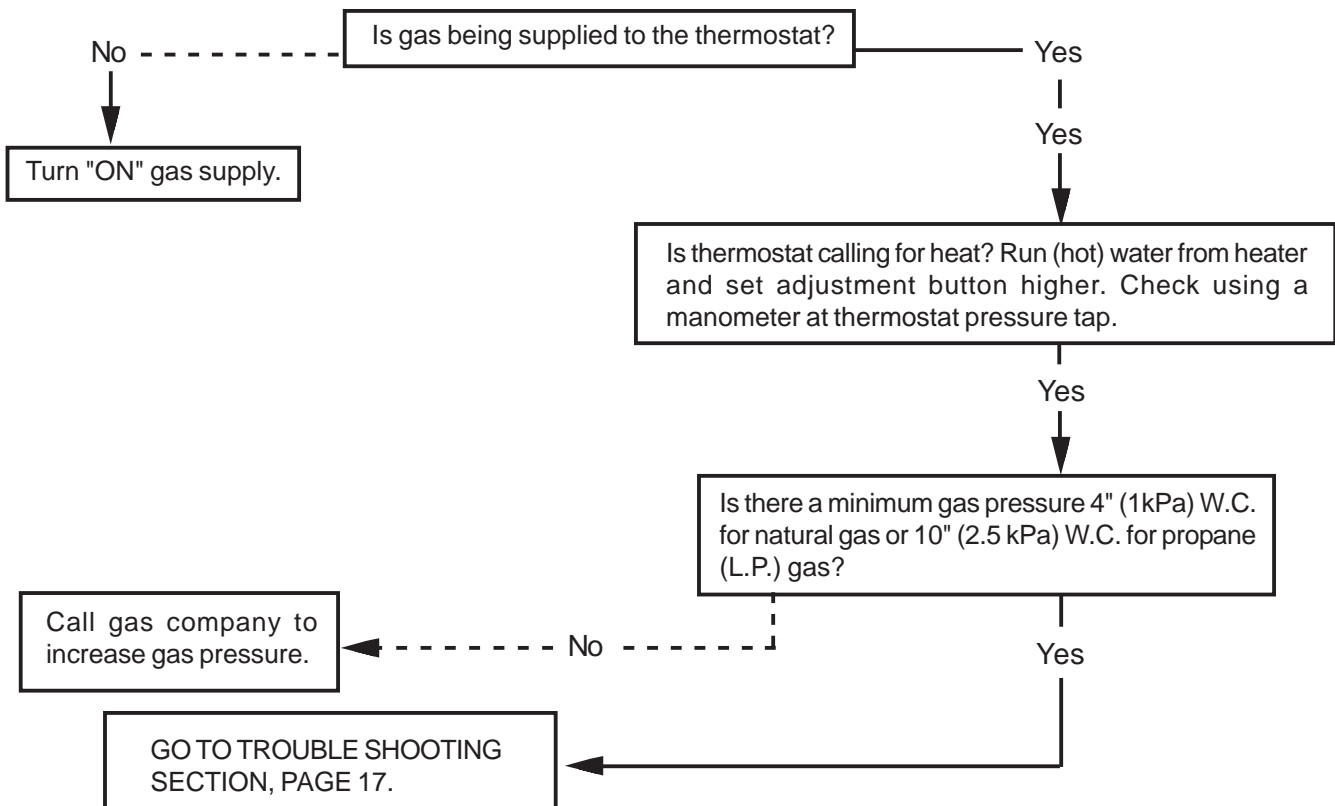 Is gas being supplied to the thermostat?
No
Yes
Yes
Turn "ON" gas supply.
Is thermostat calling for heat? Run (hot) water from heater
and set adjustment button higher. Check using a
manometer at thermostat pressure tap.
Yes
Is there a minimum gas pressure 4" (1kPa) W.C.
for natural gas or 10" (2.5 kPa) W.C. for propane
(L.P.) gas?
Call gas company to
increase gas pressure.
No
Yes
GO TO TROUBLE SHOOTING
SECTION, PAGE 17.